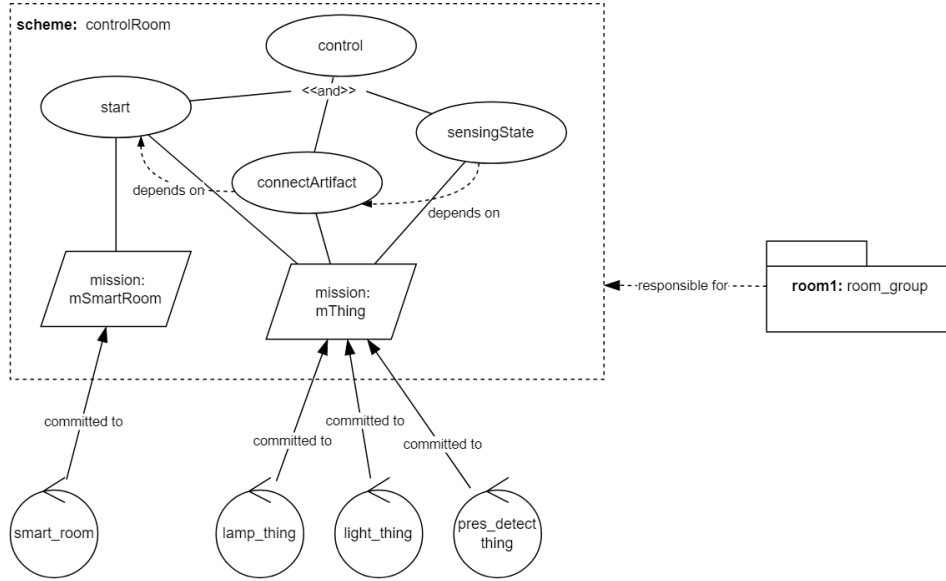 scheme: controlRoom
control
<<and>>
start
sensingState
connectArtifact
depends on
depends on
mission:
mSmartRoom
mission:
mThing
responsible for
room1: room_group
committed to
committed to
committed to
committed to
smart_room
lamp_thing
light_thing
pres_detect
thing